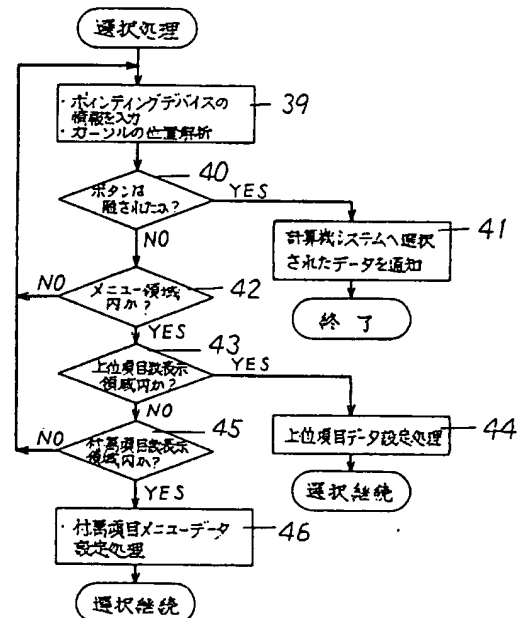 選択処理
・ポインティングデバイスの
情報を入力
・カーソルの位置解析
39
ボタンは
離されたか?
40
YES
NO
計算機システムへ選択
されたデータを通知
41
終了
メニュー領域
内か?
42
NO
YES
上位項目数表示
領域内か?
43
YES
NO
上位項目データ設定処理
44
選択継続
付属項目数表示
領域内か?
45
NO
YES
・付属項目メニューデータ
設定処理
46
選択継続